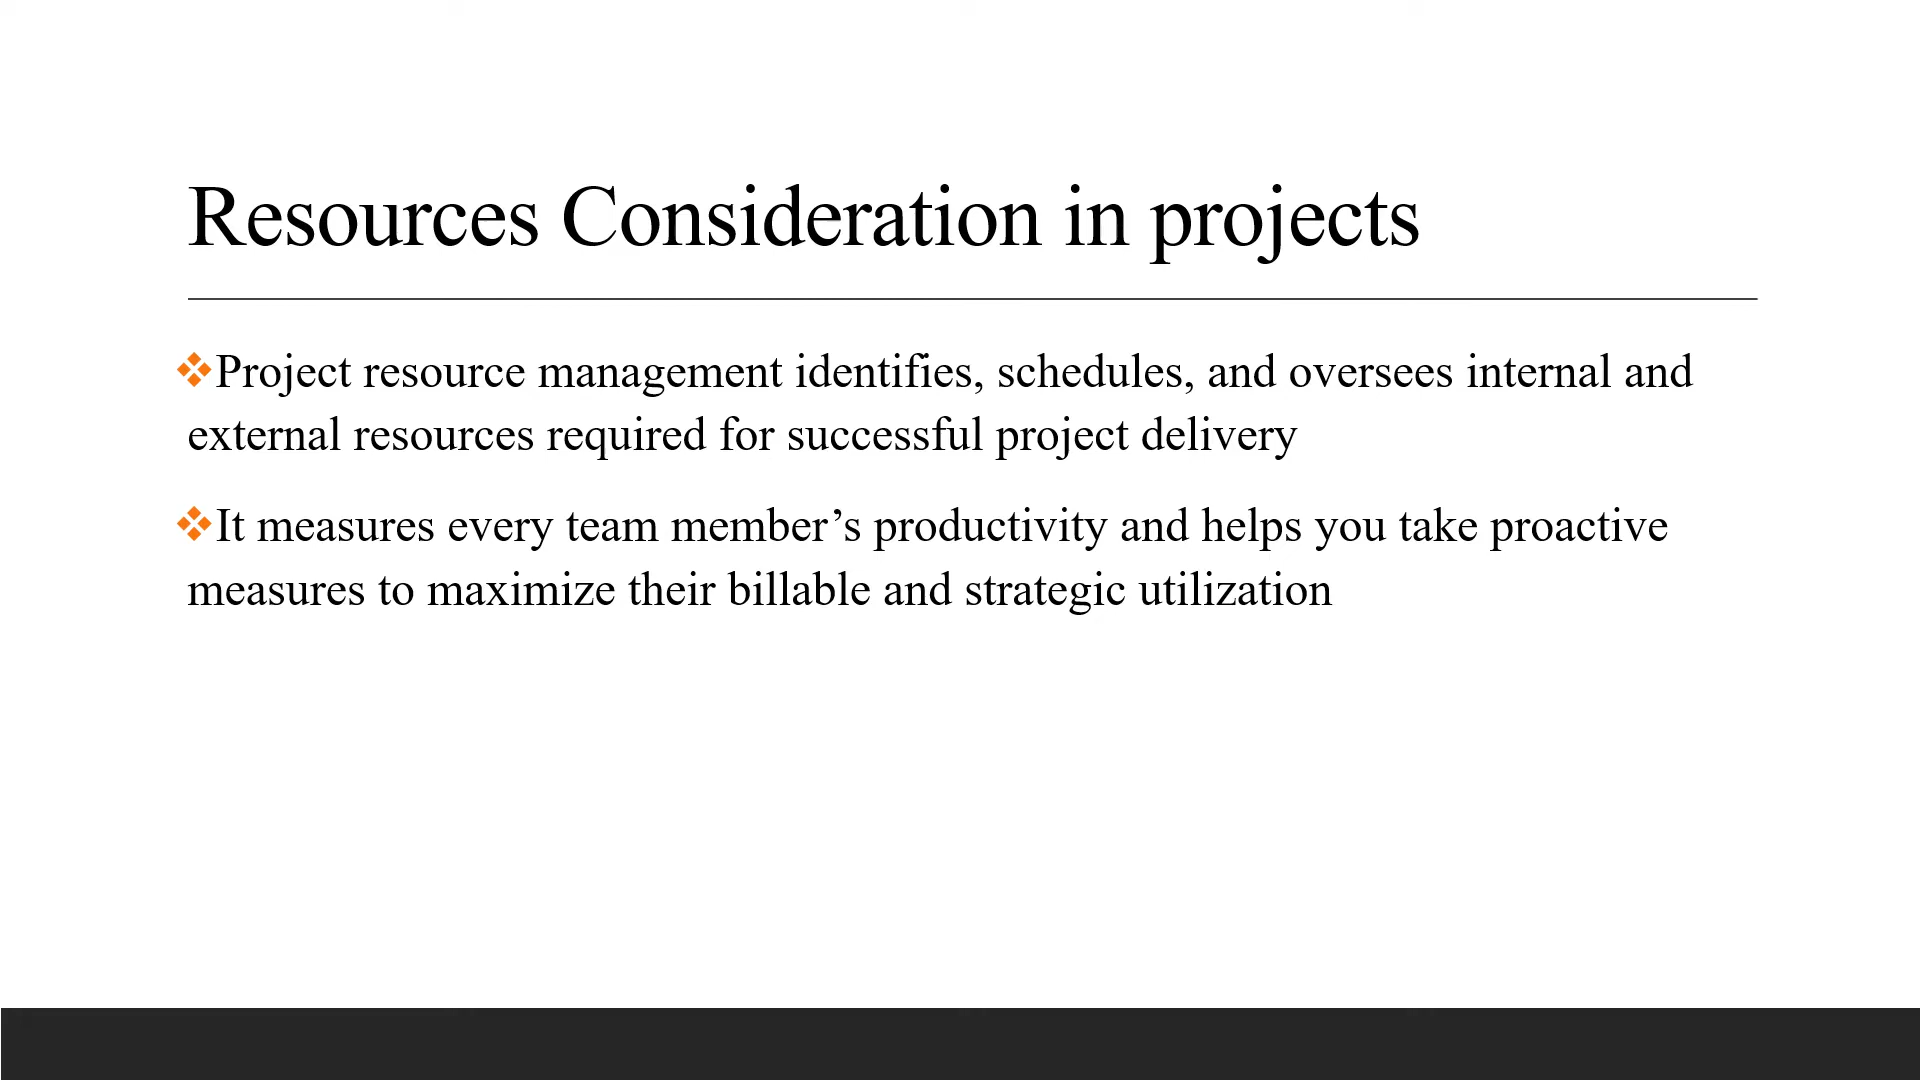 Resources Consideration in projects
❖Project resource management identifies, schedules, and oversees internal and
external resources required for successful project delivery
❖It measures every team member’s productivity and helps you take proactive
measures to maximize their billable and strategic utilization